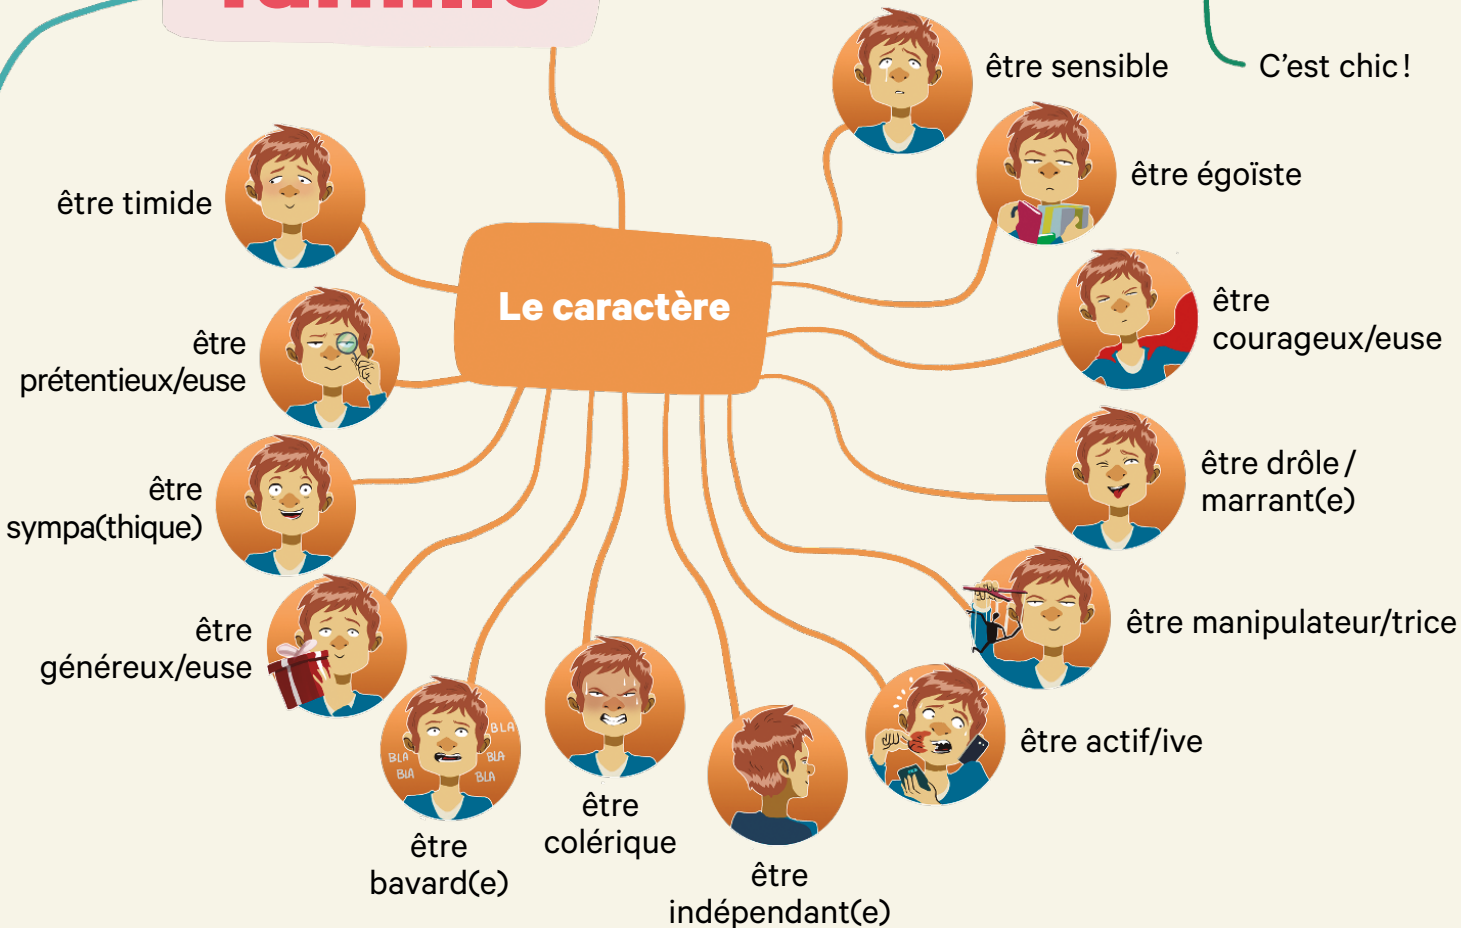 famille
être sensible
C'est chic!
être égoïste
être timide
être
courageux/euse
Le caractère
être
prétentieux/euse
être drôle /
marrant(e)
être
sympa(thique)
être manipulateur/trice
être
généreux/euse
BLA
BLA
BLA
BLA
BLA
être actif/ive
être
colérique
être
bavard(e)
être
indépendant(e)